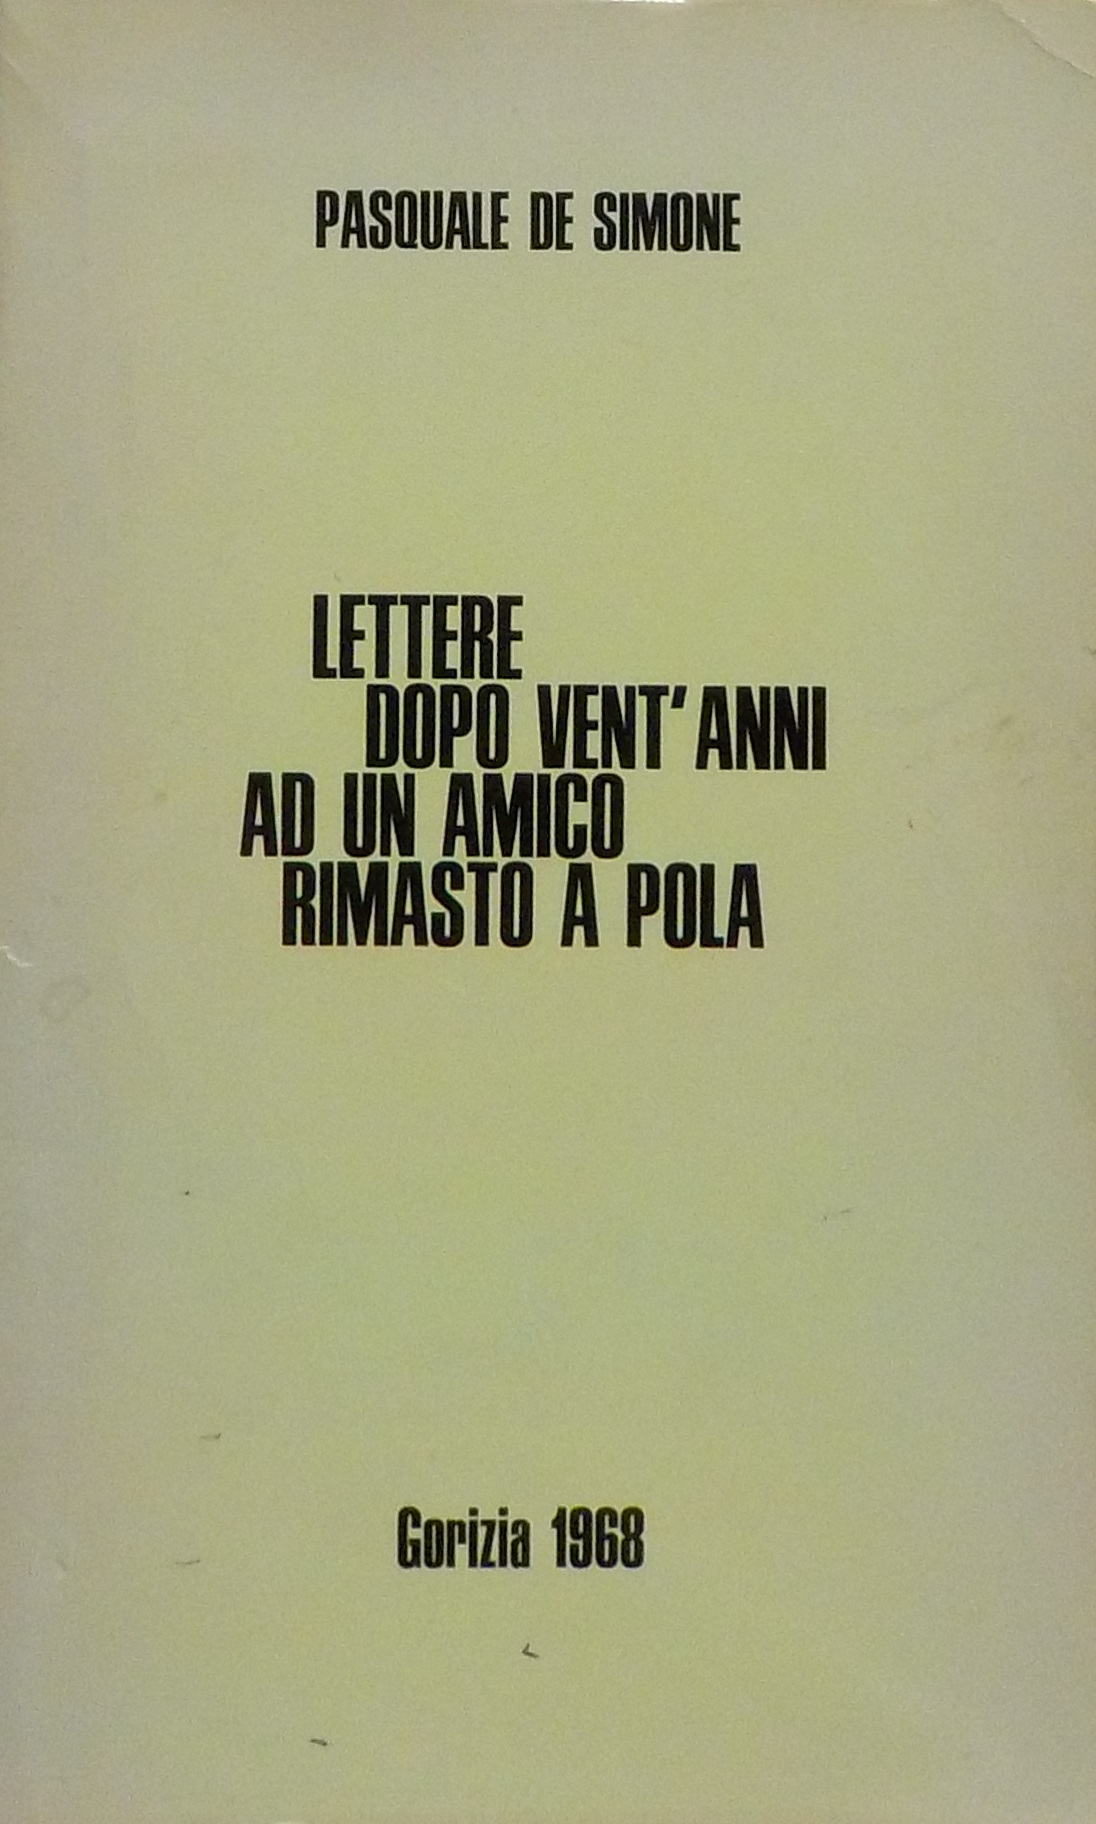 PASQUALE DE SIMONE
LETTERE
DOPO VENT'ANNI
AD UN AMICO
RIMASTO A POLA
Gorizia 1968